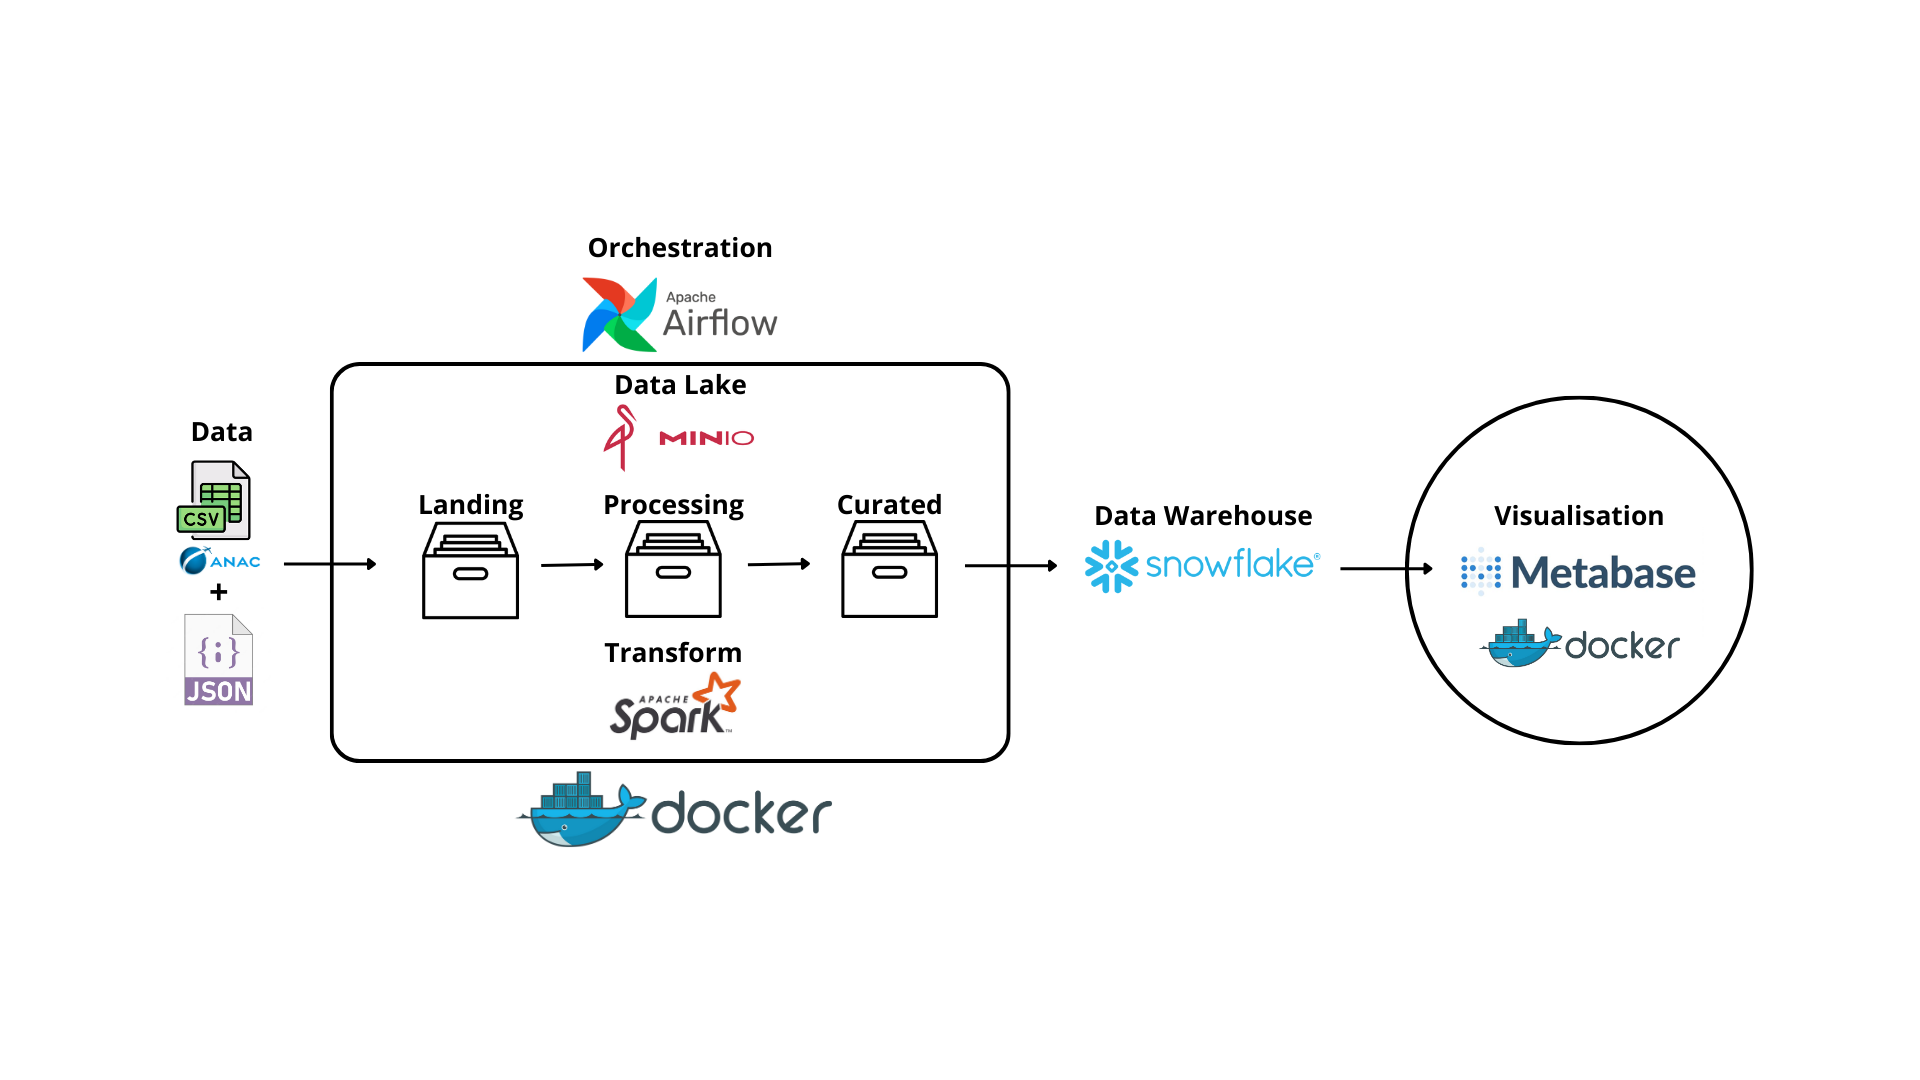 Orchestration
Apache
Airflow
Data Lake
MINIO
Data
CSV
ANAC
+
{;}
JSON
Landing
Processing
Curated
Transform
APACHE
Spark™
docker
Data Warehouse
snowflake®
Visualisation
Metabase
docker